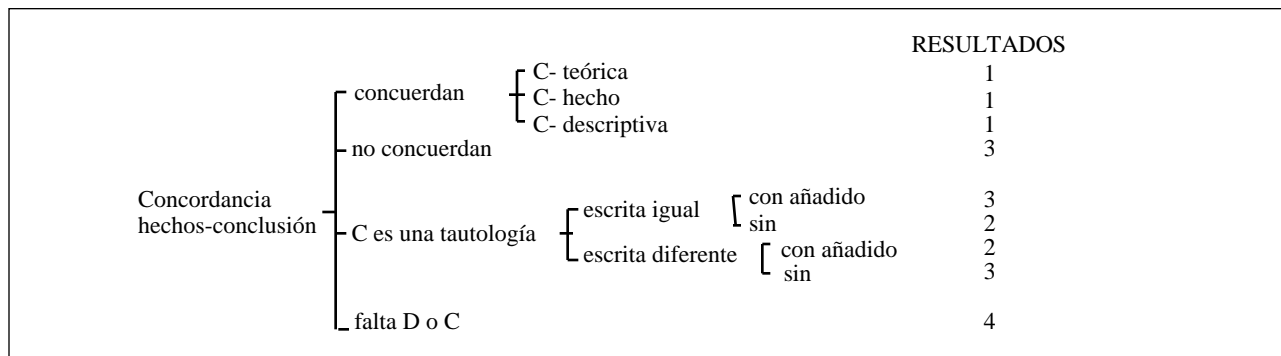 RESULTADOS
C- teórica 1
concuerdan C- hecho 1
C- descriptiva 1
no concuerdan 3
Concordancia
hechos-conclusión
C es una tautología
escrita igual con añadido 3
sin 2
escrita diferente con añadido 2
sin 3
falta D o C 4